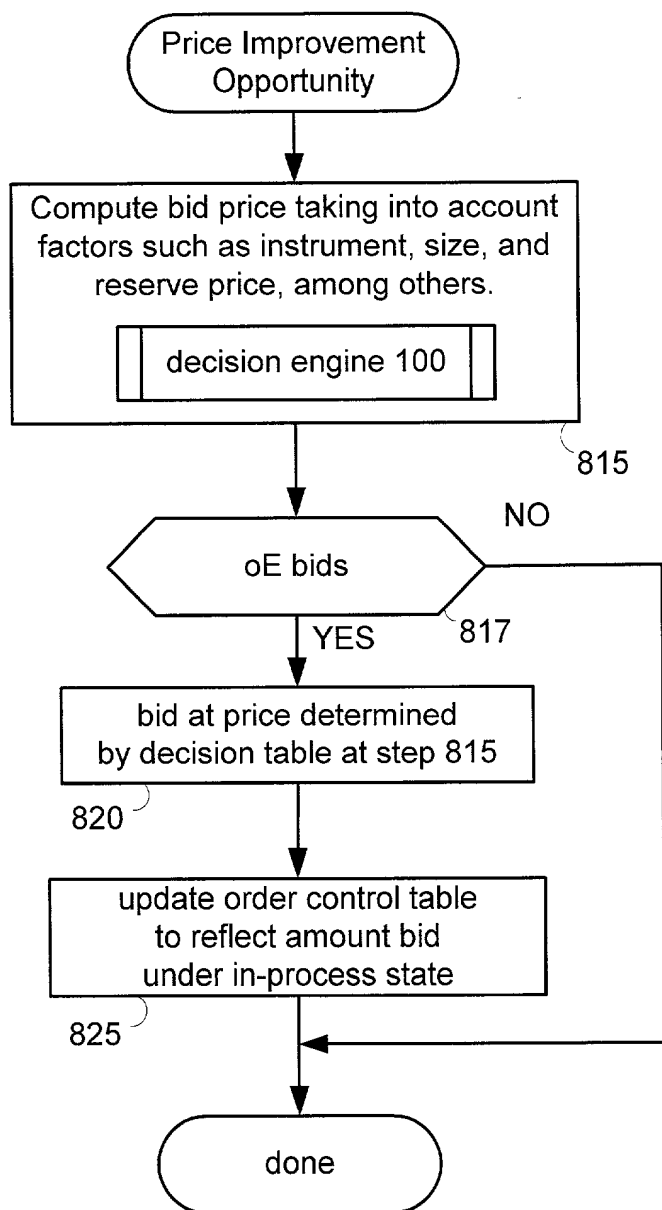 Price Improvement
Opportunity
Compute bid price taking into account
factors such as instrument, size, and
reserve price, among others.
decision engine 100
815
NO
oE bids
817
YES
bid at price determined
by decision table at step 815
820
update order control table
to reflect amount bid
under in-process state
825
done